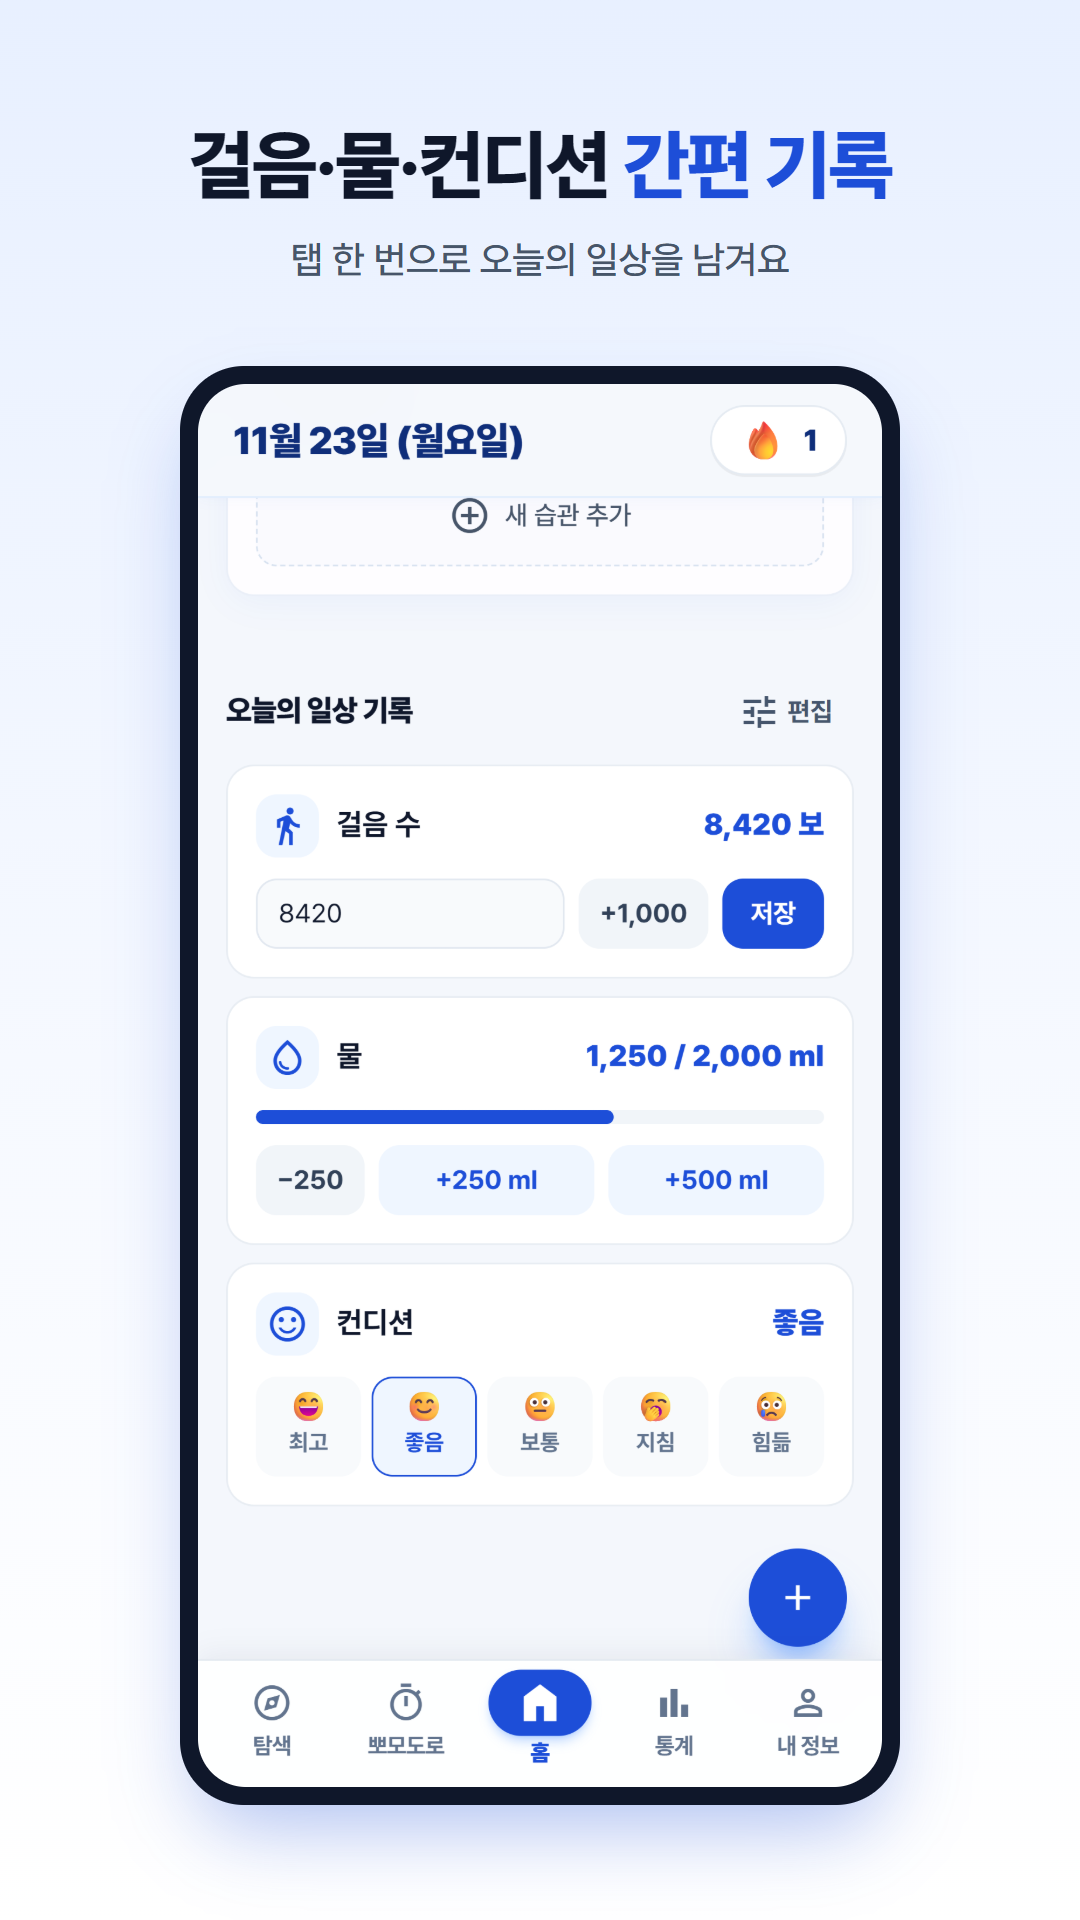 걸음·물·컨디션 간편 기록
탭 한 번으로 오늘의 일상을 남겨요
11월 23일 (월요일)
1
새 습관 추가
오늘의 일상 기록
편집
걸음 수
8,420 보
8420
+1,000
저장
물
1,250 / 2,000 ml
−250
+250 ml
+500 ml
컨디션
좋음
최고
좋음
보통
지침
힘듦
+
탐색
뽀모도로
홈
통계
내 정보